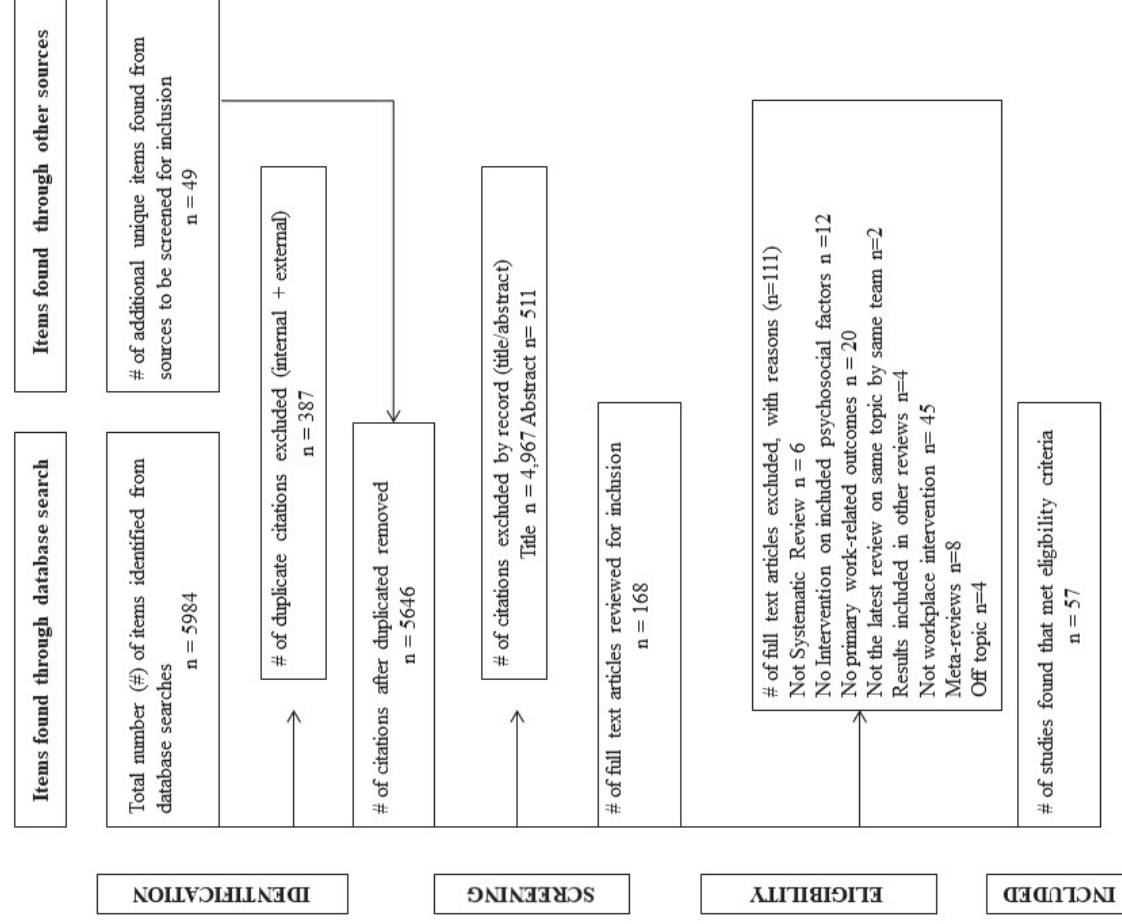 Items found through database search
Items found through other sources
IDENTIFICATION
Total number (#) of items identified from
database searches
n = 5984
# of additional unique items found from
sources to be screened for inclusion
n = 49
# of duplicate citations excluded (internal + external)
n = 387
# of citations after duplicated removed
n = 5646
SCREENING
# of citations excluded by record (title/abstract)
Title n = 4,967 Abstract n= 511
# of full text articles reviewed for inclusion
n = 168
ELIGIBILITY
# of full text articles excluded, with reasons (n=111)
Not Systematic Review n = 6
No Intervention on included psychosocial factors n =12
No primary work-related outcomes n = 20
Not the latest review on same topic by same team n=2
Results included in other reviews n=4
Not workplace intervention n= 45
Meta-reviews n=8
Off topic n=4
INCLUDED
# of studies found that met eligibility criteria
n = 57